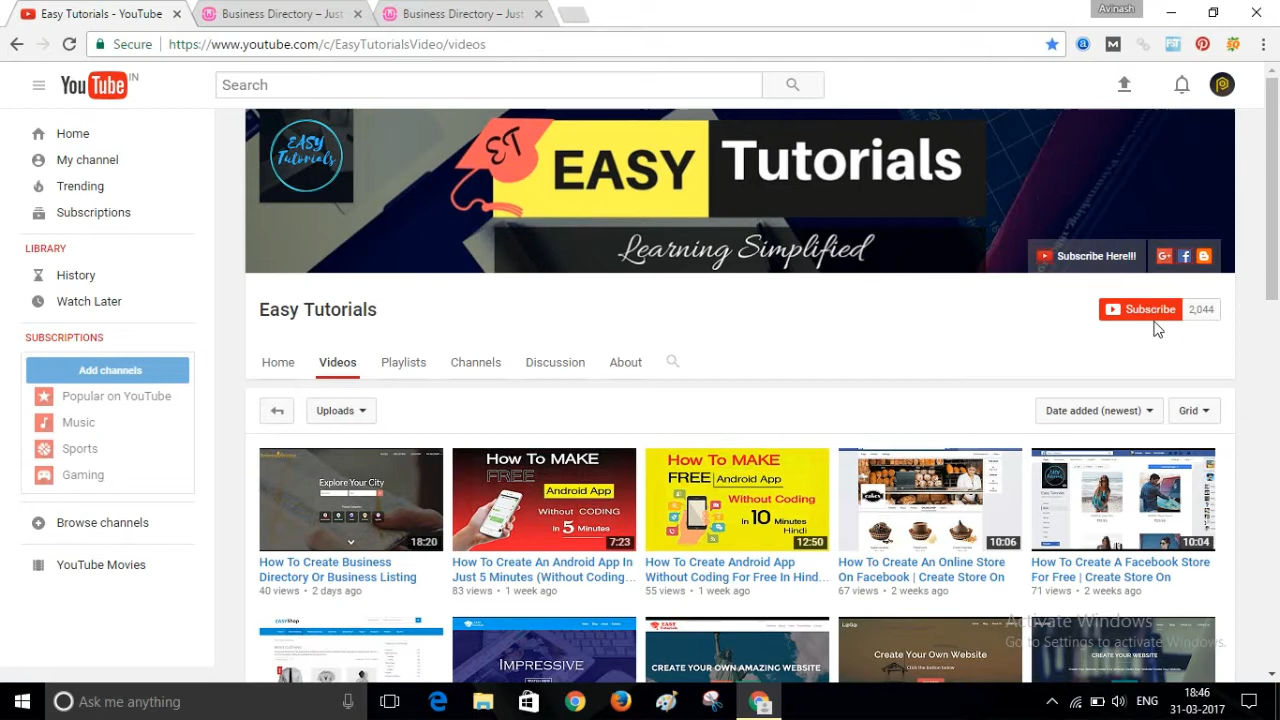 Easy Tutorials - YouTube
Business Directory – Just
Business Directory – Just
Avinash
Secure
https://www.youtube.com/c/EasyTutorialsVideo/videos
YouTube IN
Search
Home
My channel
Trending
Subscriptions
LIBRARY
History
Watch Later
SUBSCRIPTIONS
Add channels
Popular on YouTube
Music
Sports
Gaming
Browse channels
YouTube Movies
EASY
Tutorials
ET
EASY Tutorials
Learning Simplified
Subscribe Here!!!
Easy Tutorials
Subscribe 2,044
Home Videos Playlists Channels Discussion About
Uploads
Date added (newest)
Grid
Explore Your City
18:20
How To Create Business
Directory Or Business Listing
40 views • 2 days ago
How To MAKE
FREE Android App
Without CODING
in 5 Minutes
7:23
How To Create An Android App In
Just 5 Minutes (Without Coding...
83 views • 1 week ago
How To MAKE
FREE Android App
Without Coding
in 10 Minutes
Hindi
12:50
How To Create Android App
Without Coding For Free In Hind...
55 views • 1 week ago
cakes
10:06
How To Create An Online Store
On Facebook | Create Store On
67 views • 2 weeks ago
10:04
How To Create A Facebook Store
For Free | Create Store On
71 views • 2 weeks ago
IMPRESSIVE
CREATE YOUR OWN AMAZING WEBSITE
Create Your Own Website
Click the button below
CREATE YOUR WEBSITE
Activate Windows
Go to Settings to activate Windows.
Ask me anything
ENG
18:46
31-03-2017